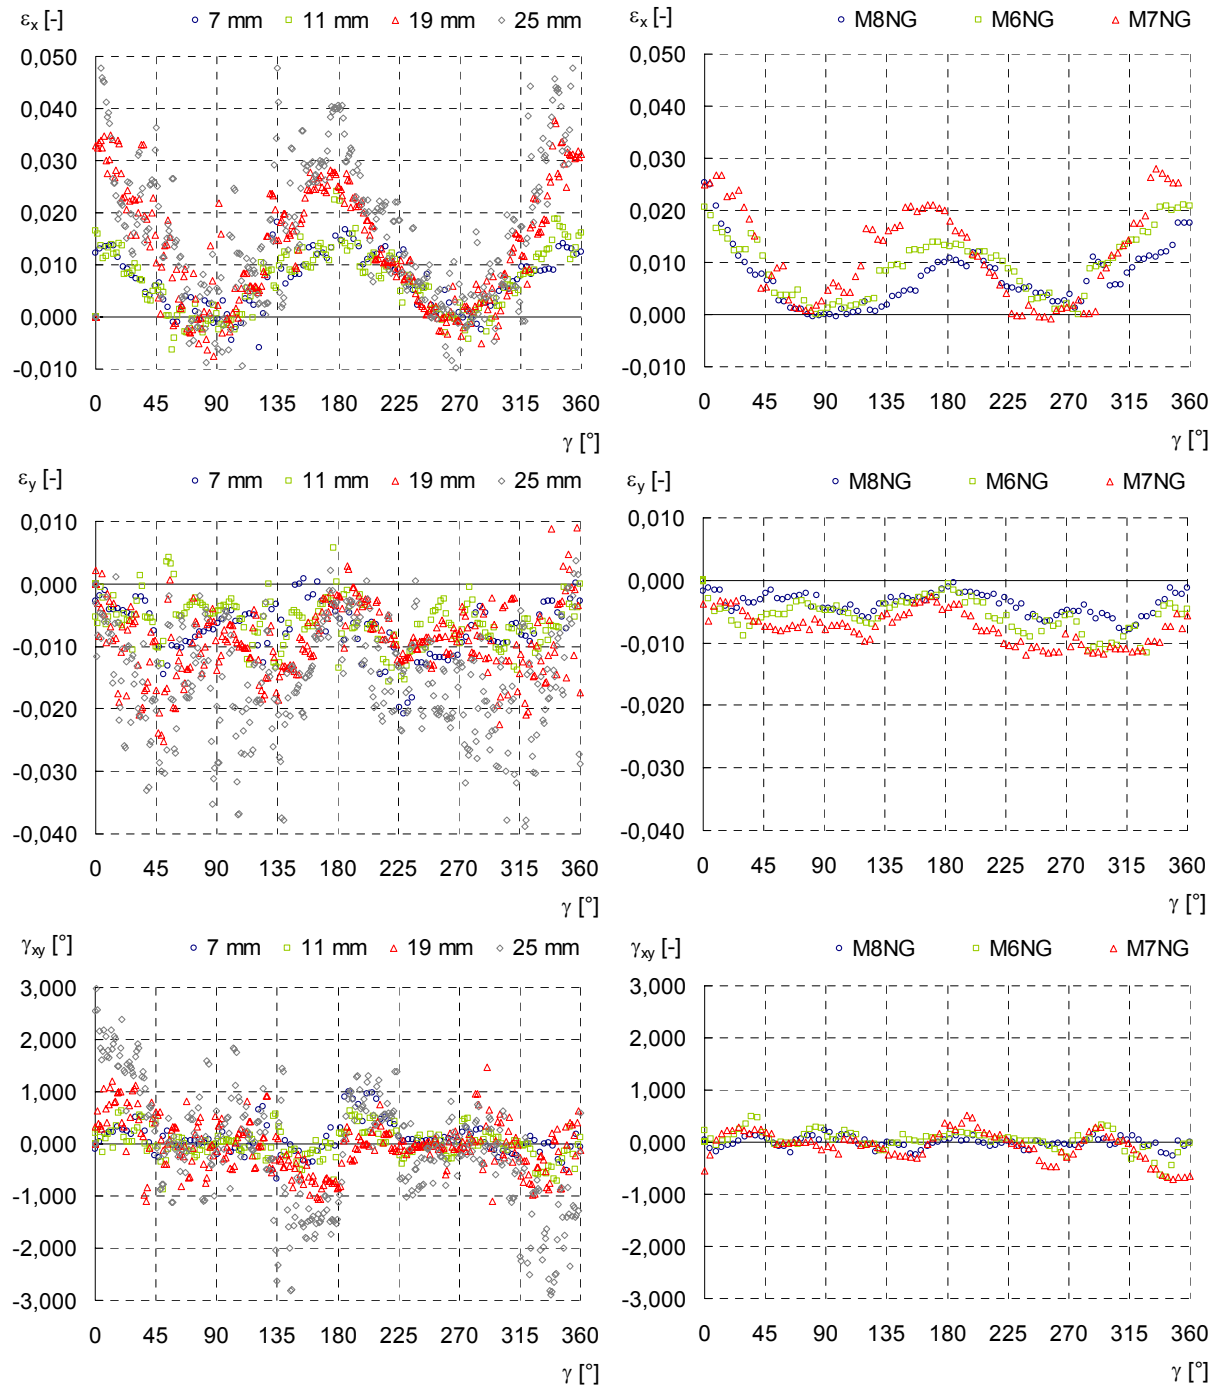 εx [-] 7 mm 11 mm 19 mm 25 mm
0,050
0,040
0,030
0,020
0,010
0,000
-0,010
0 45 90 135 180 225 270 315 360
γ [°]
εx [-] M8NG M6NG M7NG
0,050
0,040
0,030
0,020
0,010
0,000
-0,010
0 45 90 135 180 225 270 315 360
γ [°]
εy [-] 7 mm 11 mm 19 mm 25 mm
0,010
0,000
-0,010
-0,020
-0,030
-0,040
0 45 90 135 180 225 270 315 360
γ [°]
εy [-] M8NG M6NG M7NG
0,010
0,000
-0,010
-0,020
-0,030
-0,040
0 45 90 135 180 225 270 315 360
γ [°]
γxy [°] 7 mm 11 mm 19 mm 25 mm
3,000
2,000
1,000
0,000
-1,000
-2,000
-3,000
0 45 90 135 180 225 270 315 360
γ [°]
γxy [-] M8NG M6NG M7NG
3,000
2,000
1,000
0,000
-1,000
-2,000
-3,000
0 45 90 135 180 225 270 315 360
γ [°]